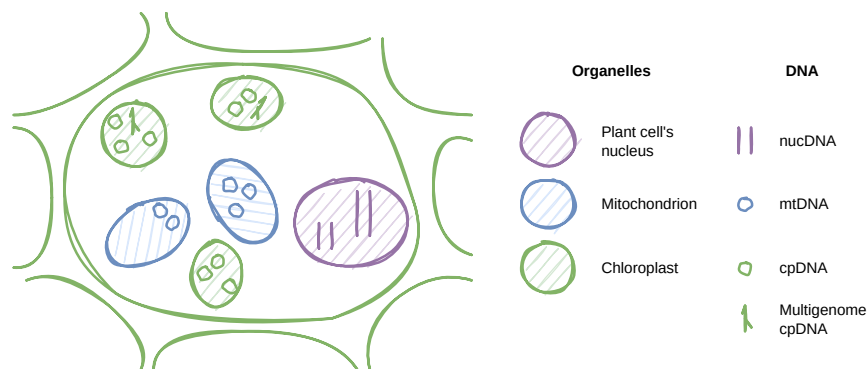 Organelles
DNA
Plant cell's
nucleus
nucDNA
Mitochondrion
mtDNA
Chloroplast
cpDNA
Multigenome
cpDNA